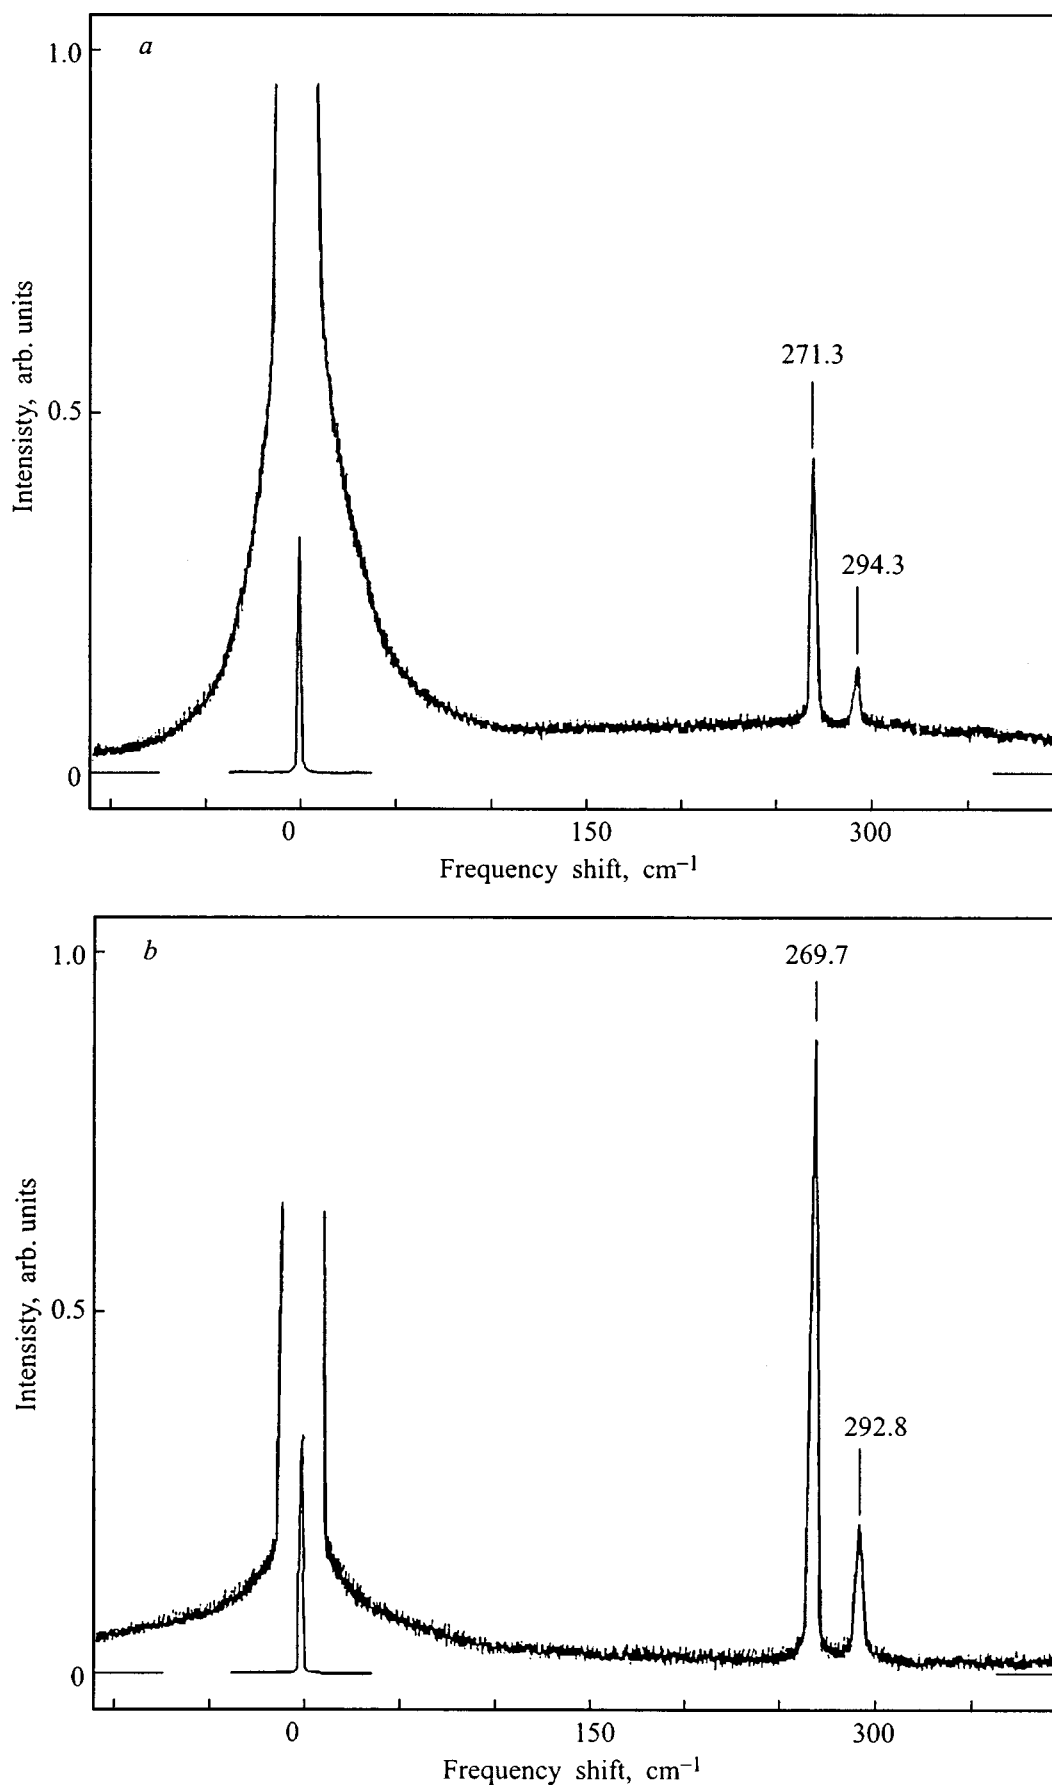 a
1.0
0.5
0
Intensisty, arb. units
271.3
294.3
0 150 300
Frequency shift, cm⁻¹
b
1.0
0.5
0
Intensisty, arb. units
269.7
292.8
0 150 300
Frequency shift, cm⁻¹